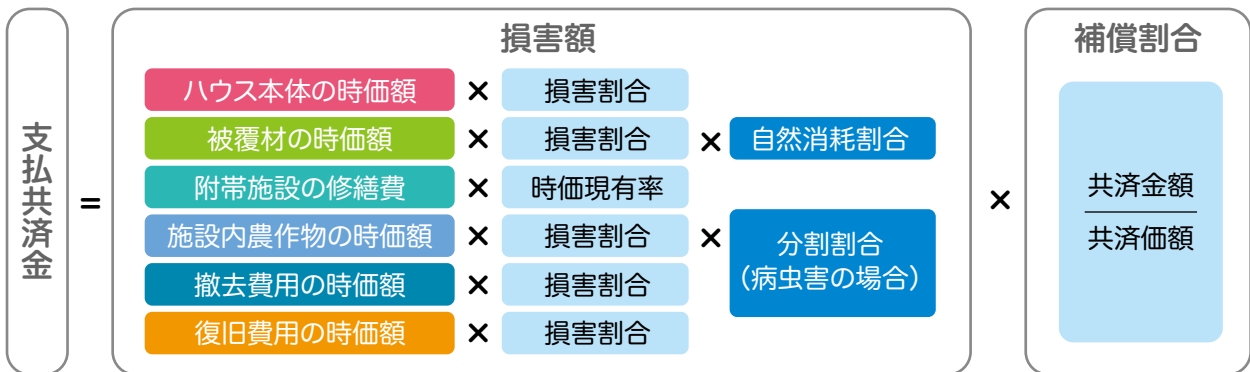 支払共済金
=
損害額
ハウス本体の時価額 × 損害割合
被覆材の時価額 × 損害割合 × 自然消耗割合
附帯施設の修繕費 × 時価現有率
施設内農作物の時価額 × 損害割合 × 分割割合
(病虫害の場合)
撤去費用の時価額 × 損害割合
復旧費用の時価額 × 損害割合
×
補償割合
共済金額
共済価額